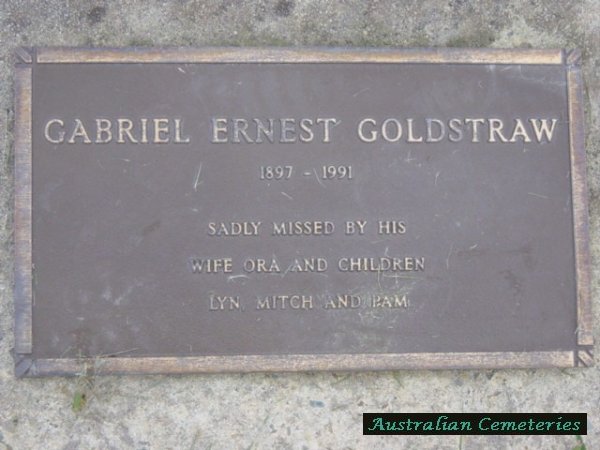 GABRIEL ERNEST GOLDSTRAW
1897 - 1991
SADLY MISSED BY HIS
WIFE ORA AND CHILDREN
LYN, MITCH AND PAM
Australian Cemeteries